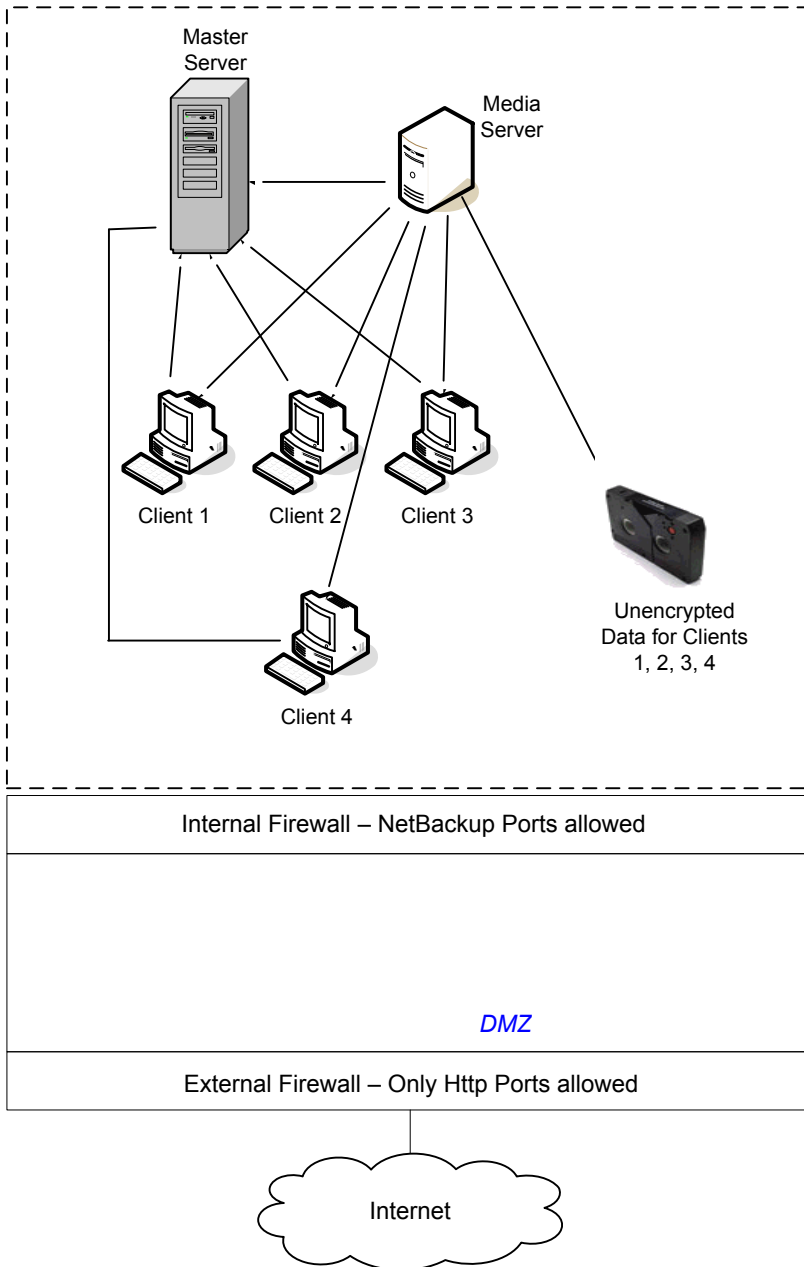 Master
Server
Media
Server
Client 1
Client 2
Client 3
Unencrypted
Data for Clients
1, 2, 3, 4
Client 4
Internal Firewall – NetBackup Ports allowed
DMZ
External Firewall – Only Http Ports allowed
Internet